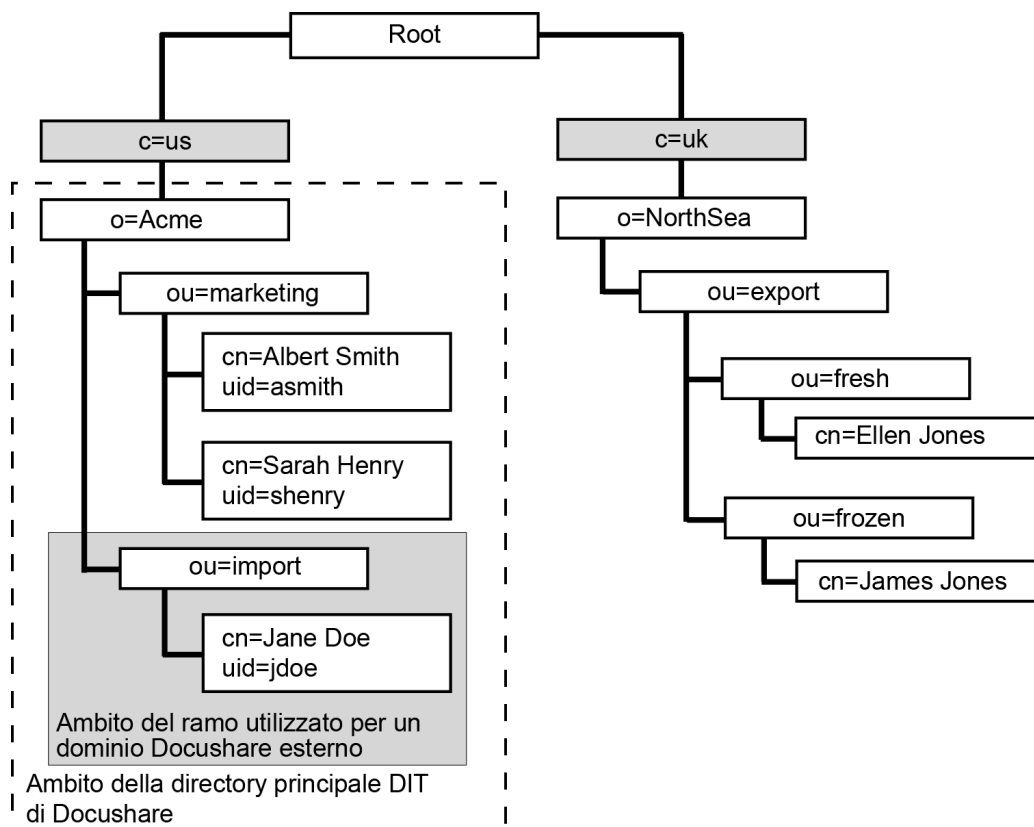 Root
c=us
o=Acme
ou=marketing
cn=Albert Smith
uid=asmith
cn=Sarah Henry
uid=shenry
ou=import
cn=Jane Doe
uid=jdoe
Ambito del ramo utilizzato per un
dominio Docushare esterno
Ambito della directory principale DIT
di Docushare
c=uk
o=NorthSea
ou=export
ou=fresh
cn=Ellen Jones
ou=frozen
cn=James Jones